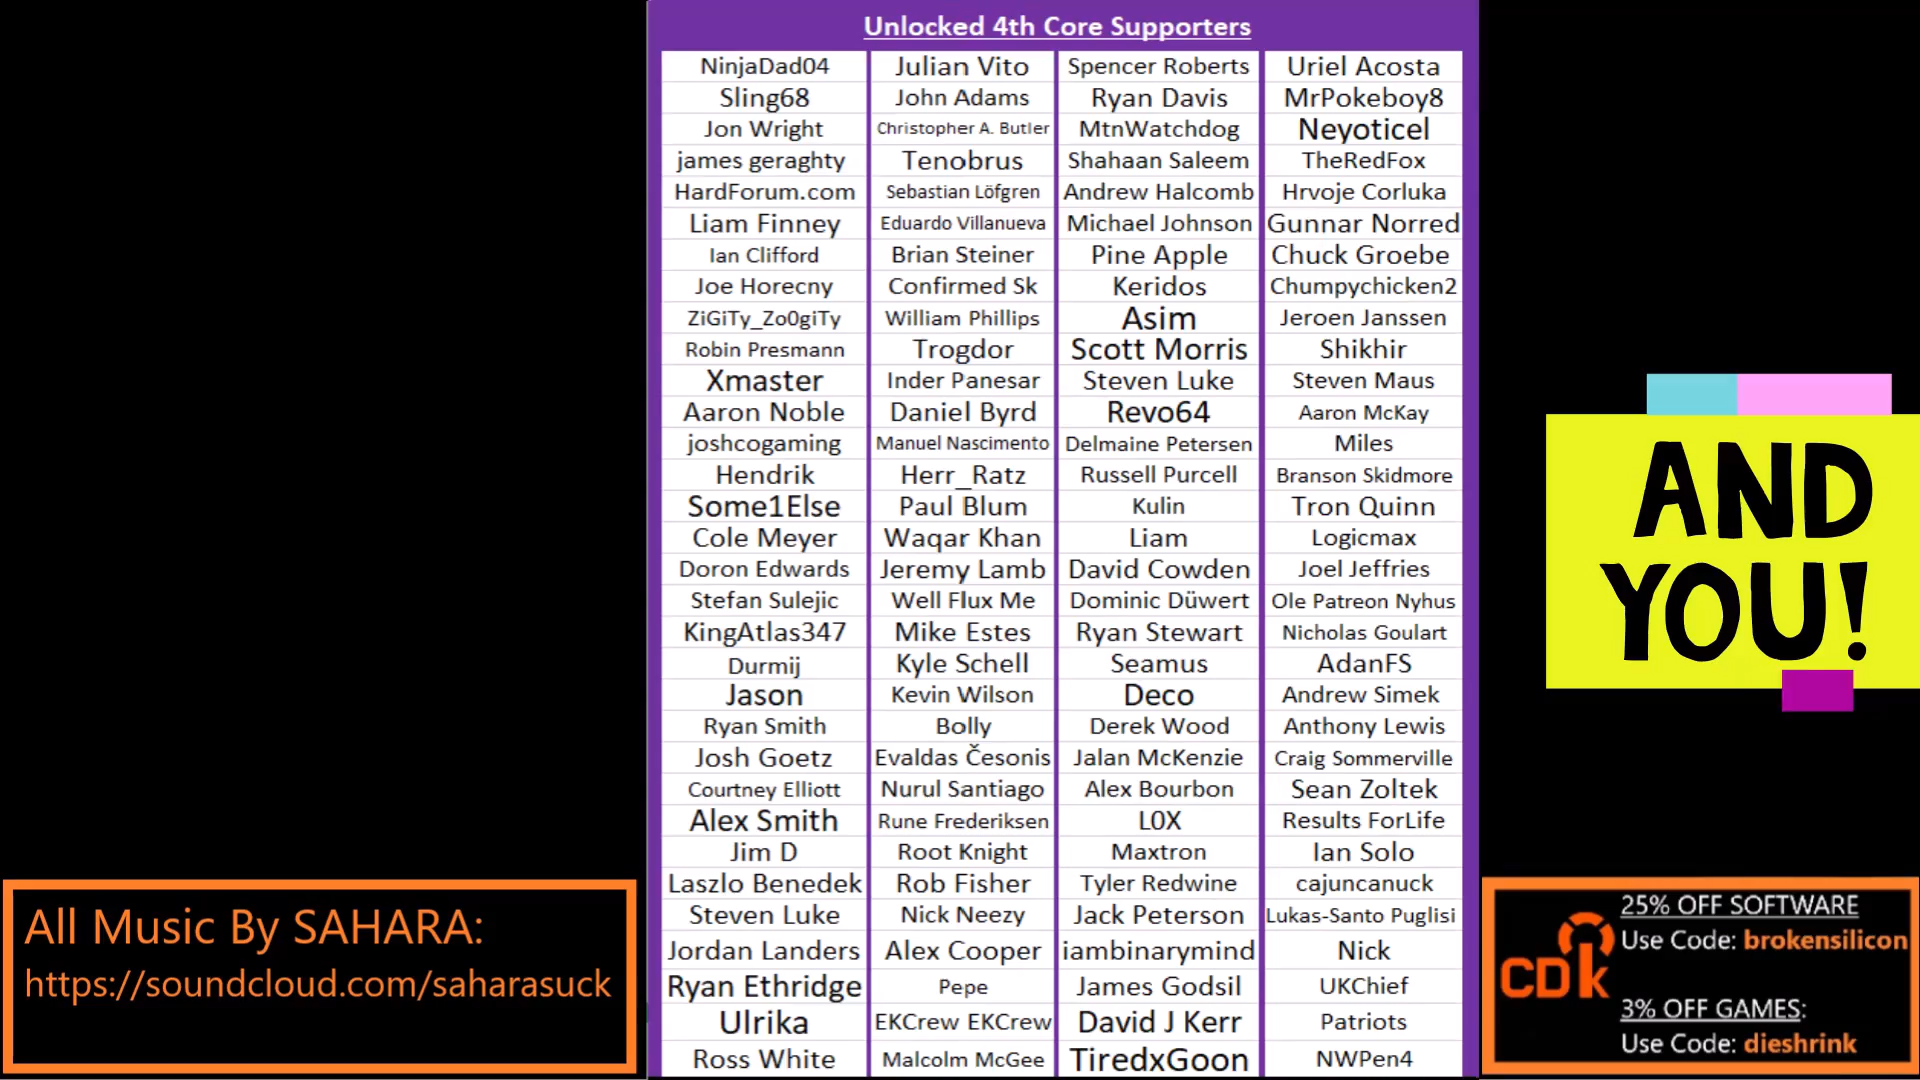 Unlocked 4th Core Supporters
NinjaDad04 Julian Vito Spencer Roberts Uriel Acosta
Sling68 John Adams Ryan Davis MrPokeboy8
Jon Wright Christopher A. Butler MtnWatchdog Neyoticel
james geraghty Tenobrus Shahaan Saleem TheRedFox
HardForum.com Sebastian Löfgren Andrew Halcomb Hrvoje Corluka
Liam Finney Eduardo Villanueva Michael Johnson Gunnar Norred
Ian Clifford Brian Steiner Pine Apple Chuck Groebe
Joe Horecny Confirmed Sk Keridos Chumpychicken2
ZiGiTy_Zo0giTy William Phillips Asim Jeroen Janssen
Robin Presmann Trogdor Scott Morris Shikhir
Xmaster Inder Panesar Steven Luke Steven Maus
Aaron Noble Daniel Byrd Revo64 Aaron McKay
joshcogaming Manuel Nascimento Delmaine Petersen Miles
Hendrik Herr_Ratz Russell Purcell Branson Skidmore
Some1Else Paul Blum Kulin Tron Quinn
Cole Meyer Waqar Khan Liam Logicmax
Doron Edwards Jeremy Lamb David Cowden Joel Jeffries
Stefan Sulejic Well Flux Me Dominic Düwert Ole Patreon Nyhus
KingAtlas347 Mike Estes Ryan Stewart Nicholas Goulart
Durmij Kyle Schell Seamus AdanFS
Jason Kevin Wilson Deco Andrew Simek
Ryan Smith Bolly Derek Wood Anthony Lewis
Josh Goetz Evaldas Česonis Jalan McKenzie Craig Sommerville
Courtney Elliott Nurul Santiago Alex Bourbon Sean Zoltek
Alex Smith Rune Frederiksen L0X Results ForLife
Jim D Root Knight Maxtron Ian Solo
Laszlo Benedek Rob Fisher Tyler Redwine cajuncanuck
Steven Luke Nick Neezy Jack Peterson Lukas-Santo Puglisi
Jordan Landers Alex Cooper iambinarymind Nick
Ryan Ethridge Pepe James Godsil UKChief
Ulrika EKCrew EKCrew David J Kerr Patriots
Ross White Malcolm McGee TiredxGoon NWPen4
AND
YOU!
All Music By SAHARA:
https://soundcloud.com/saharasuck
CDk
25% OFF SOFTWARE
Use Code: brokensilicon
3% OFF GAMES:
Use Code: dieshrink